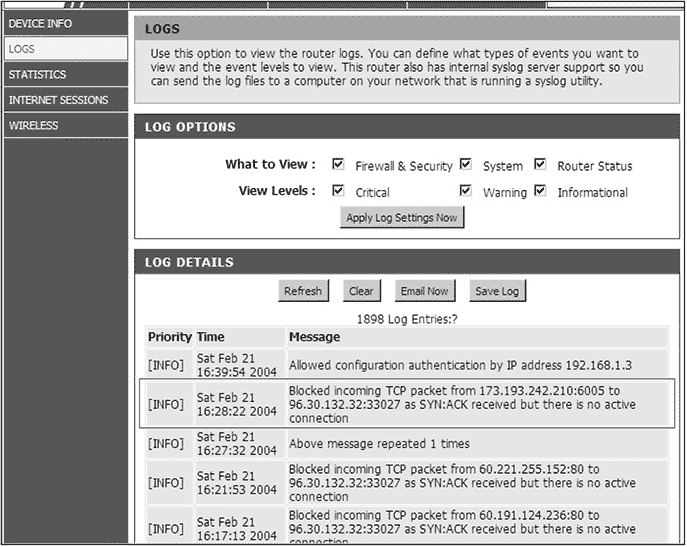 DEVICE INFO
LOGS
STATISTICS
INTERNET SESSIONS
WIRELESS
LOGS
Use this option to view the router logs. You can define what types of events you want to
view and the event levels to view. This router also has internal syslog server support so you
can send the log files to a computer on your network that is running a syslog utility.
LOG OPTIONS
What to View : Firewall & Security System Router Status
View Levels : Critical Warning Informational
Apply Log Settings Now
LOG DETAILS
Refresh Clear Email Now Save Log
1898 Log Entries:?
Priority Time Message
[INFO] Sat Feb 21
16:39:54 2004 Allowed configuration authentication by IP address 192.168.1.3
[INFO] Sat Feb 21
16:28:22 2004 Blocked incoming TCP packet from 173.193.242.210:6005 to
96.30.132.32:33027 as SYN:ACK received but there is no active
connection
[INFO] Sat Feb 21
16:27:32 2004 Above message repeated 1 times
[INFO] Sat Feb 21
16:21:53 2004 Blocked incoming TCP packet from 60.221.255.152:80 to
96.30.132.32:33027 as SYN:ACK received but there is no active
connection
[INFO] Sat Feb 21
16:17:13 2004 Blocked incoming TCP packet from 60.191.124.236:80 to
96.30.132.32:33027 as SYN:ACK received but there is no active
connection